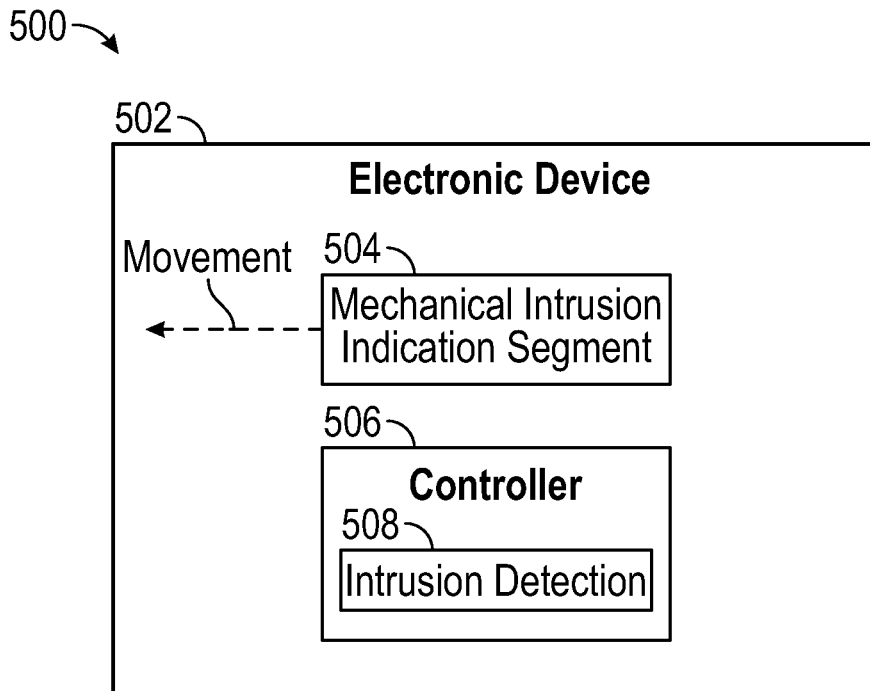 500
502
Electronic Device
Movement
504
Mechanical Intrusion
Indication Segment
506
Controller
508
Intrusion Detection